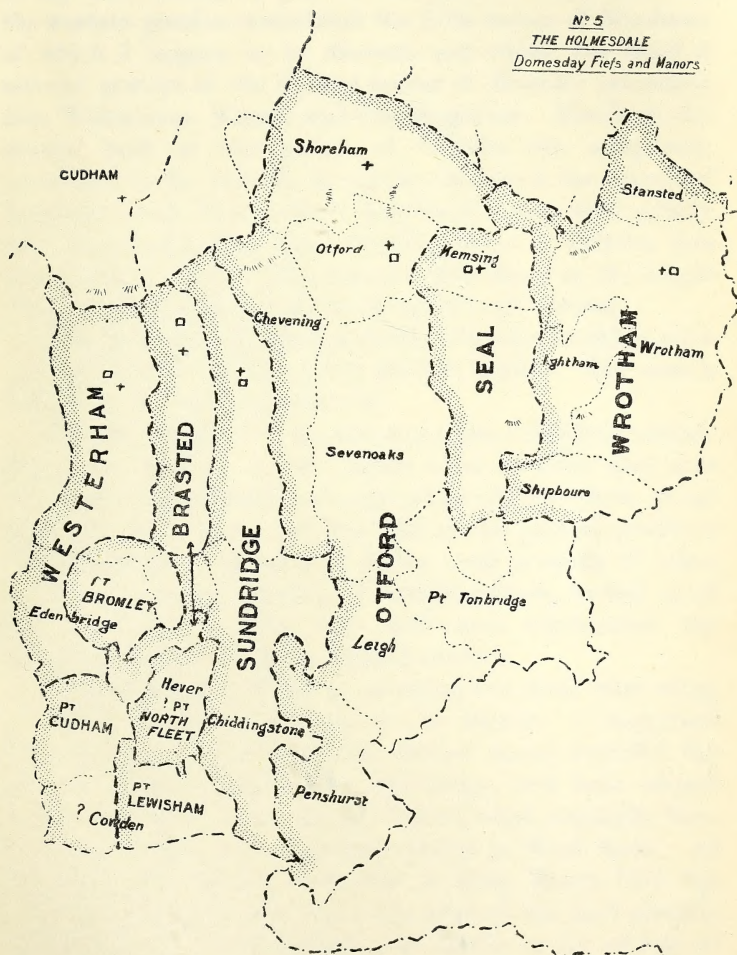 Nº 5
THE HOLMESDALE
Domesday Fiefs and Manors
Shoreham
CUDHAM
Stansted
Otford
Kemsing
Chevening
SEAL
WROTHAM
Ightham
Wrotham
WESTERHAM
BRASTED
Sevenoaks
Shipboure
SUNDRIDGE
OTFORD
PT
BROMLEY
Edenbridge
Pt Tonbridge
Leigh
Hever
PT
CUDHAM
? PT
NORTH
FLEET
Chiddingstone
PT
LEWISHAM
Penshurst
? Cowden